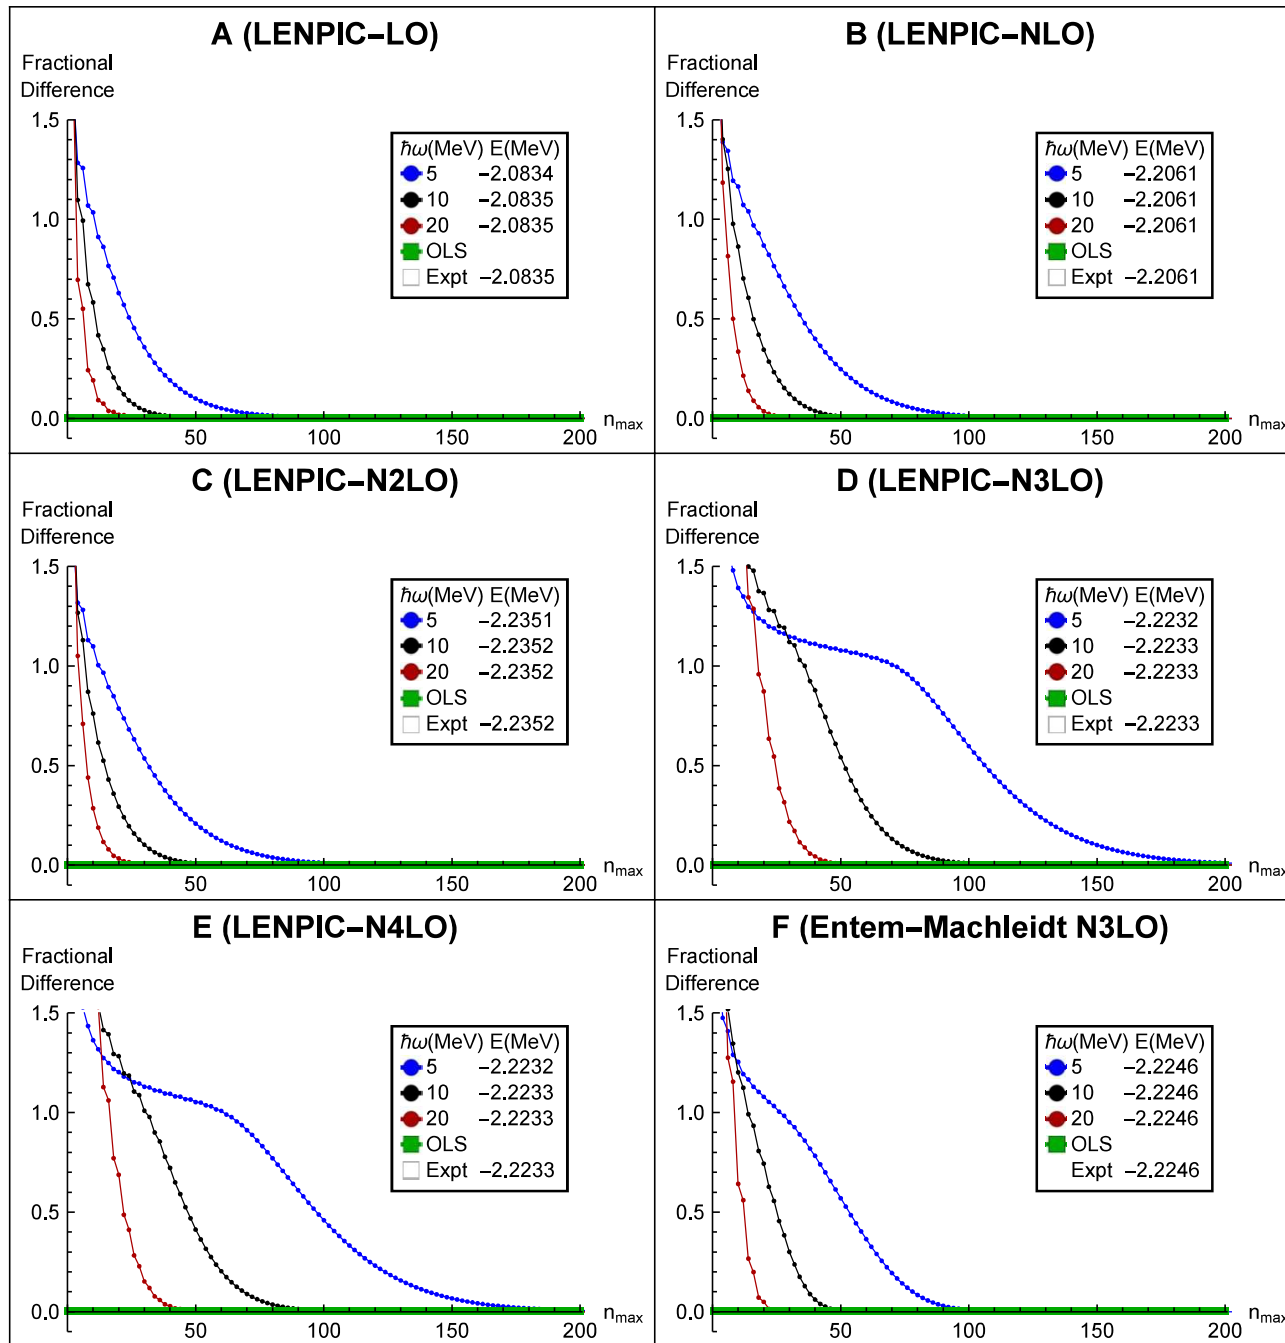 A (LENPIC−LO)
Fractional
Difference
1.5
1.0
0.5
0.0
50
100
150
200
n_max
ℏω(MeV) E(MeV)
5 −2.0834
10 −2.0835
20 −2.0835
OLS
Expt −2.0835
B (LENPIC−NLO)
Fractional
Difference
1.5
1.0
0.5
0.0
50
100
150
200
n_max
ℏω(MeV) E(MeV)
5 −2.2061
10 −2.2061
20 −2.2061
OLS
Expt −2.2061
C (LENPIC−N2LO)
Fractional
Difference
1.5
1.0
0.5
0.0
50
100
150
200
n_max
ℏω(MeV) E(MeV)
5 −2.2351
10 −2.2352
20 −2.2352
OLS
Expt −2.2352
D (LENPIC−N3LO)
Fractional
Difference
1.5
1.0
0.5
0.0
50
100
150
200
n_max
ℏω(MeV) E(MeV)
5 −2.2232
10 −2.2233
20 −2.2233
OLS
Expt −2.2233
E (LENPIC−N4LO)
Fractional
Difference
1.5
1.0
0.5
0.0
50
100
150
200
n_max
ℏω(MeV) E(MeV)
5 −2.2232
10 −2.2233
20 −2.2233
OLS
Expt −2.2233
F (Entem−Machleidt N3LO)
Fractional
Difference
1.5
1.0
0.5
0.0
50
100
150
200
n_max
ℏω(MeV) E(MeV)
5 −2.2246
10 −2.2246
20 −2.2246
OLS
Expt −2.2246